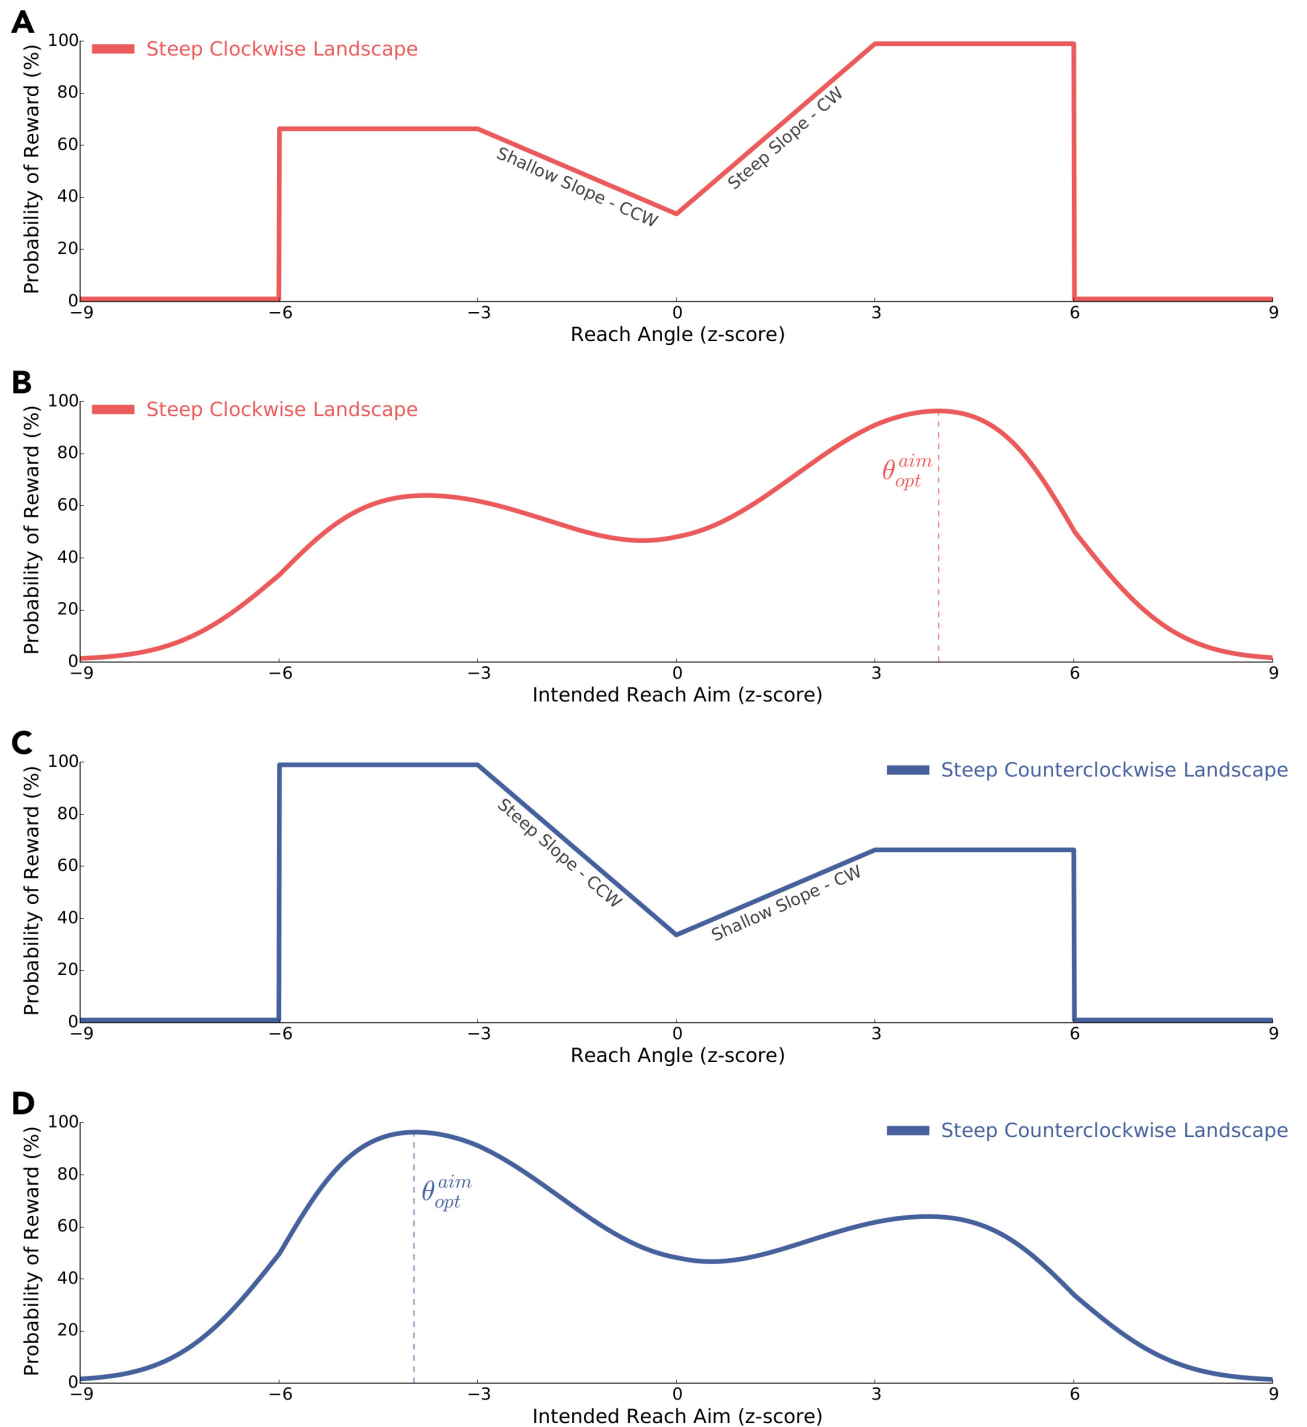 A
Steep Clockwise Landscape
Probability of Reward (%)
100
80
60
40
20
0
Shallow Slope - CCW
Steep Slope - CW
−9 −6 −3 0 3 6 9
Reach Angle (z-score)
B
Steep Clockwise Landscape
Probability of Reward (%)
100
80
60
40
20
0
θ_opt^aim
−9 −6 −3 0 3 6 9
Intended Reach Aim (z-score)
C
Steep Counterclockwise Landscape
Probability of Reward (%)
100
80
60
40
20
0
Steep Slope - CCW
Shallow Slope - CW
−9 −6 −3 0 3 6 9
Reach Angle (z-score)
D
Steep Counterclockwise Landscape
Probability of Reward (%)
100
80
60
40
20
0
θ_opt^aim
−9 −6 −3 0 3 6 9
Intended Reach Aim (z-score)